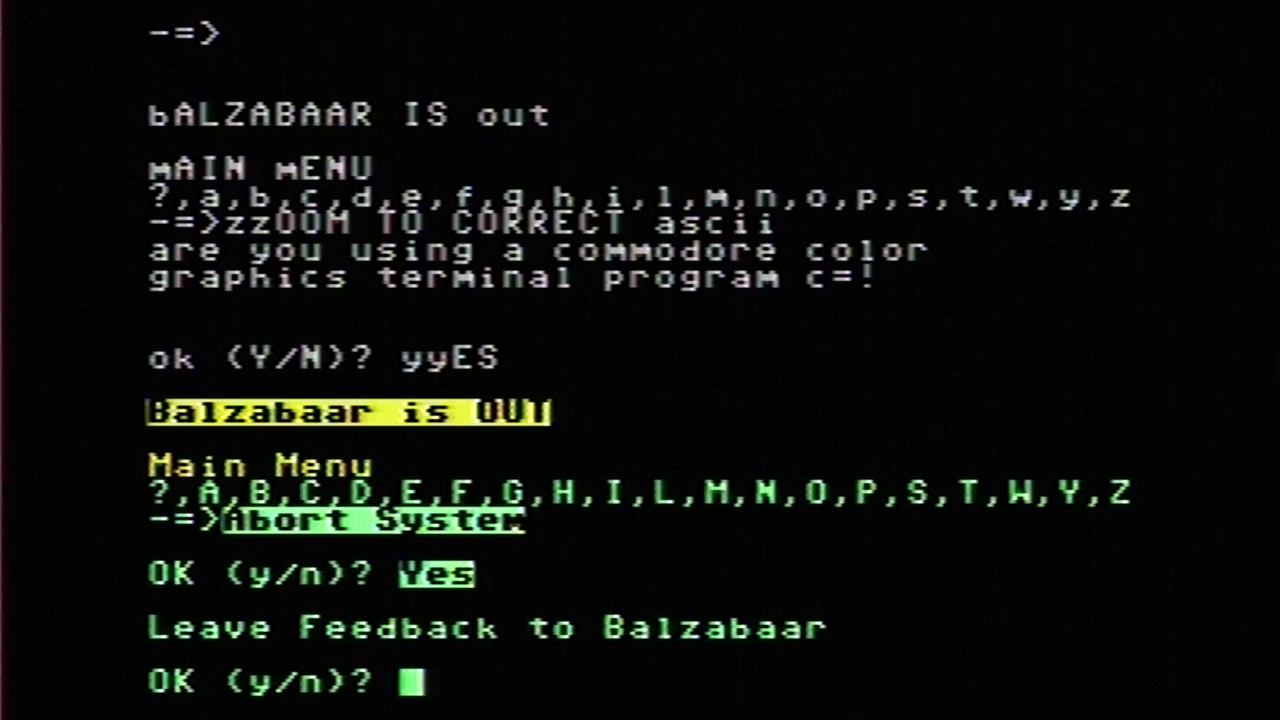 -=>
bALZABAAR IS out
mAIN mENU
?,a,b,c,d,e,f,g,h,i,l,m,n,o,p,s,t,w,y,z
-=>zzOOM TO CORRECT ascii
are you using a commodore color
graphics terminal program c=!
ok (Y/N)? yyES
Balzabaar is OUT
Main Menu
?,A,B,C,D,E,F,G,H,I,L,M,N,O,P,S,T,W,Y,Z
-=>Abort System
OK (y/n)? Yes
Leave Feedback to Balzabaar
OK (y/n)?